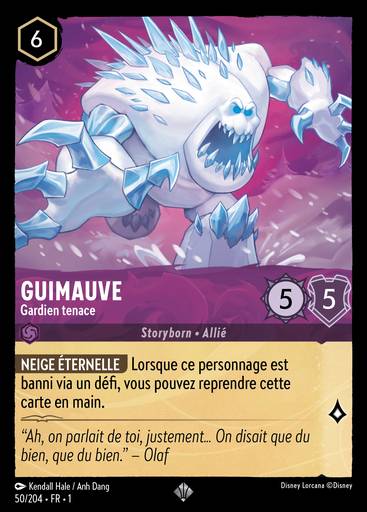 6
GUIMAUVE
Gardien tenace
5
5
Storyborn • Allié
NEIGE ÉTERNELLE Lorsque ce personnage est
banni via un défi, vous pouvez reprendre cette
carte en main.
“Ah, on parlait de toi, justement... On disait que du
bien, que du bien.” – Olaf
Kendall Hale / Anh Dang
Disney Lorcana ©Disney
50/204 • FR • 1